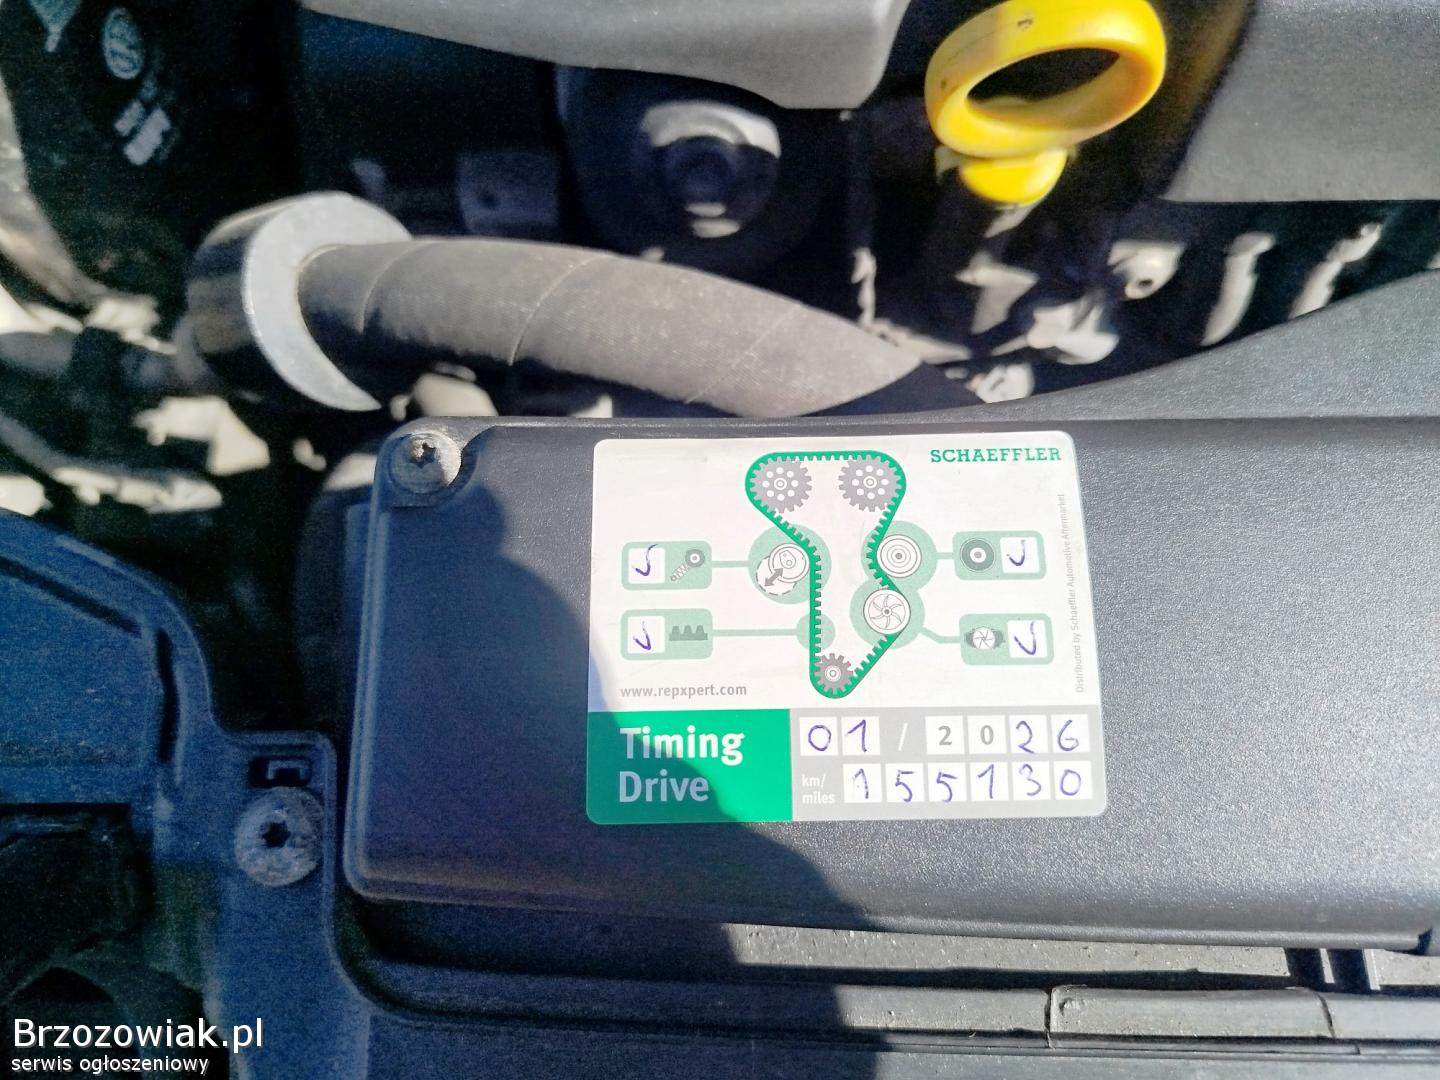 SCHAEFFLER
Distributed by Schaeffler Automotive Aftermarket
www.repxpert.com
Timing
Drive
01 / 2026
km/
miles
155130
Brzozowiak.pl
serwis ogłoszeniowy